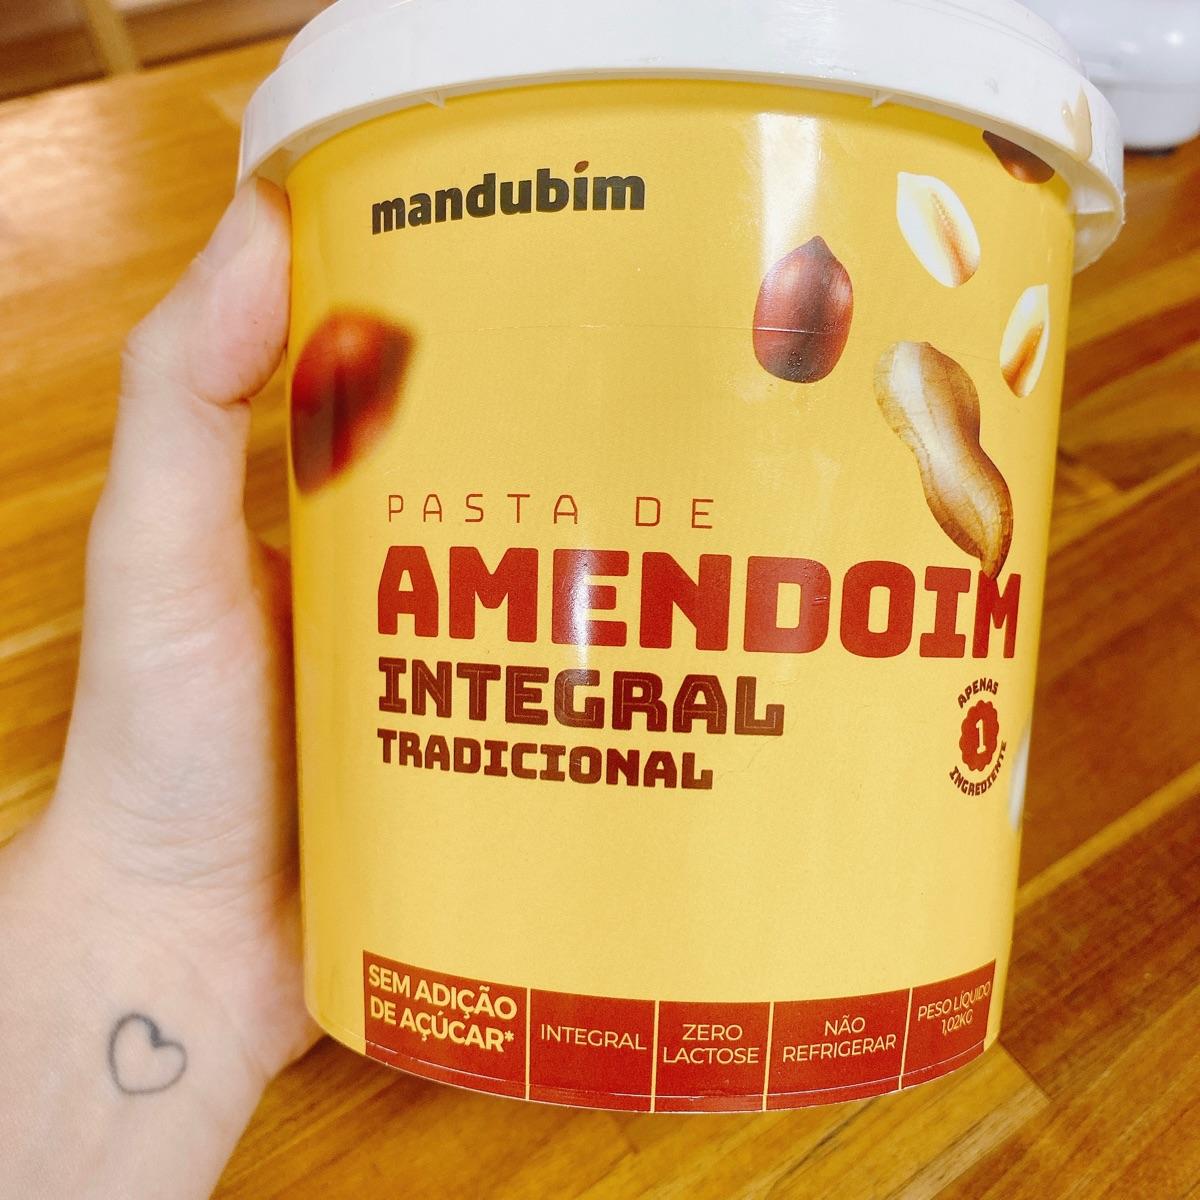 mandubim
PASTA DE
AMENDOIM
INTEGRAL
TRADICIONAL
APENAS
1
INGREDIENTE
SEM ADIÇÃO
DE AÇÚCAR*
INTEGRAL
ZERO
LACTOSE
NÃO
REFRIGERAR
PESO LÍQUIDO
1,02KG